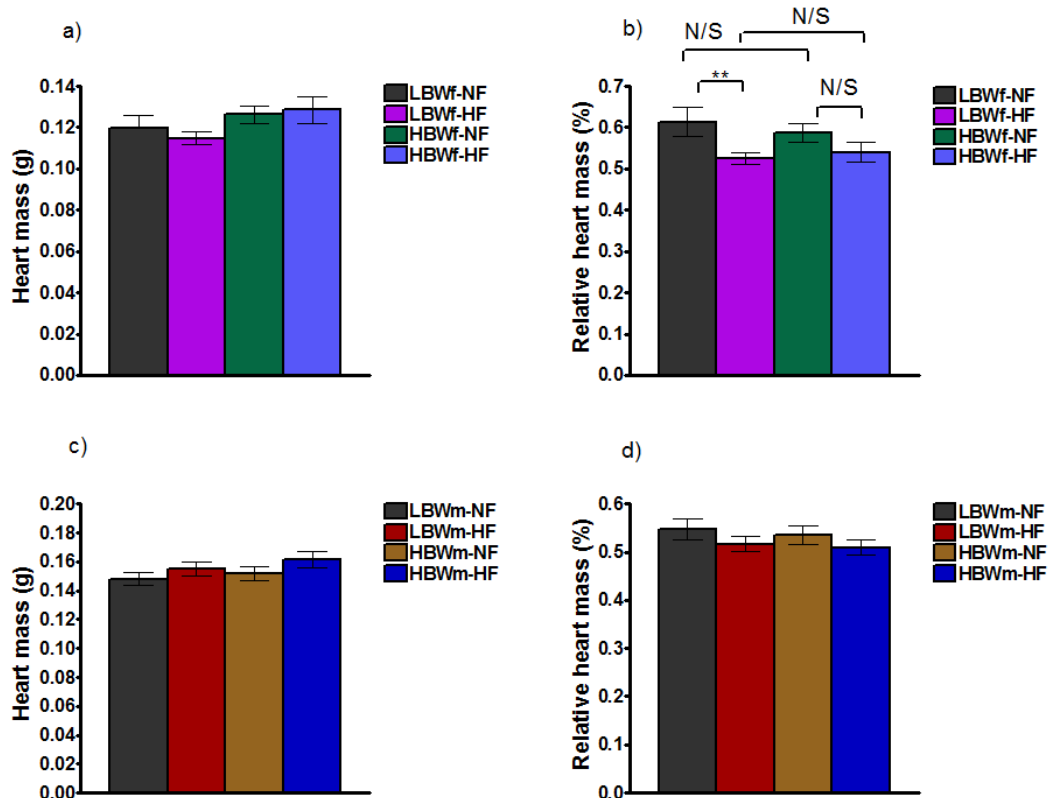 a)
Heart mass (g)
0.14
0.12
0.10
0.08
0.06
0.04
0.02
0.00
LBWf-NF
LBWf-HF
HBWf-NF
HBWf-HF
b)
N/S
N/S
**
N/S
Relative heart mass (%)
0.7
0.6
0.5
0.4
0.3
0.2
0.1
0.0
LBWf-NF
LBWf-HF
HBWf-NF
HBWf-HF
c)
Heart mass (g)
0.20
0.18
0.16
0.14
0.12
0.10
0.08
0.06
0.04
0.02
0.00
LBWm-NF
LBWm-HF
HBWm-NF
HBWm-HF
d)
Relative heart mass (%)
0.6
0.5
0.4
0.3
0.2
0.1
0.0
LBWm-NF
LBWm-HF
HBWm-NF
HBWm-HF